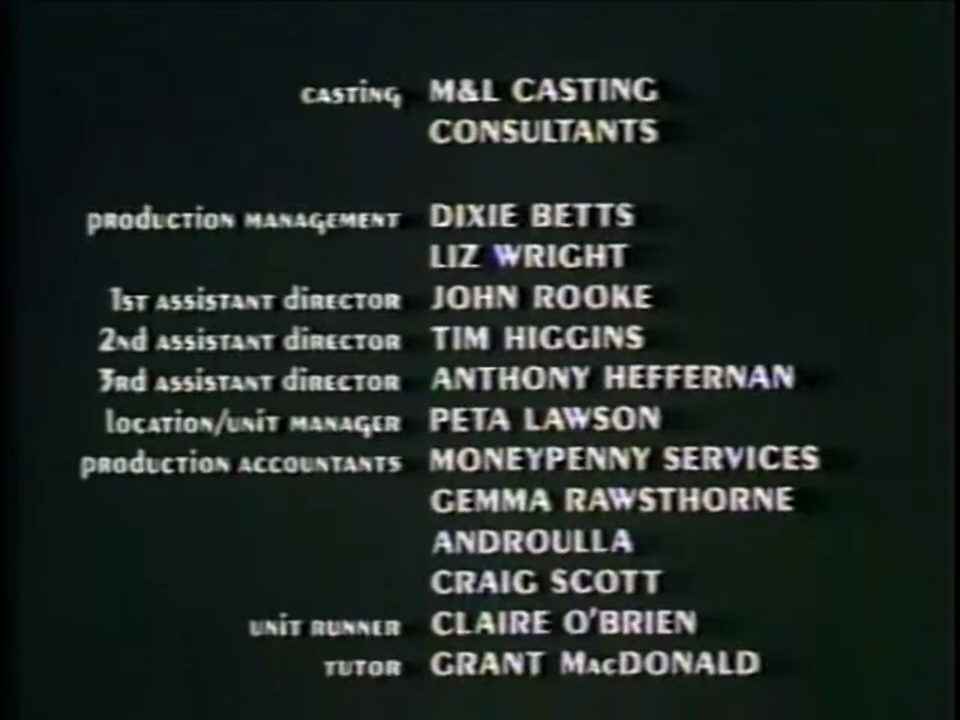 casting M&L CASTING
CONSULTANTS
production management DIXIE BETTS
LIZ WRIGHT
1st assistant director JOHN ROOKE
2nd assistant director TIM HIGGINS
3rd assistant director ANTHONY HEFFERNAN
location/unit manager PETA LAWSON
production accountants MONEYPENNY SERVICES
GEMMA RAWSTHORNE
ANDROULLA
CRAIG SCOTT
unit runner CLAIRE O'BRIEN
tutor GRANT MacDONALD